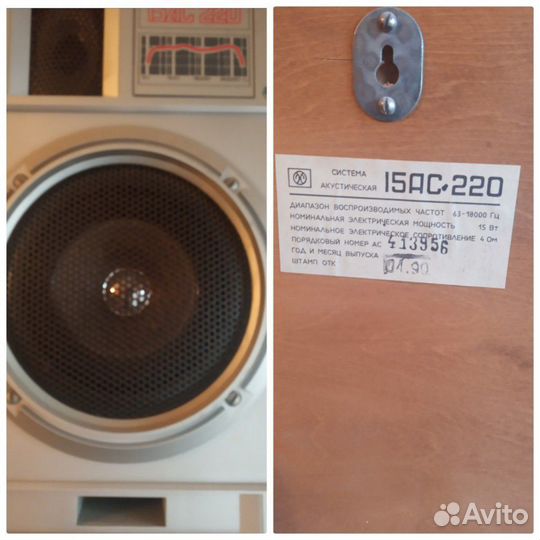 15АС 220
СИСТЕМА
АКУСТИЧЕСКАЯ
15АС·220
ДИАПАЗОН ВОСПРОИЗВОДИМЫХ ЧАСТОТ 63-18000 ГЦ
НОМИНАЛЬНАЯ ЭЛЕКТРИЧЕСКАЯ МОЩНОСТЬ 15 ВТ
НОМИНАЛЬНОЕ ЭЛЕКТРИЧЕСКОЕ СОПРОТИВЛЕНИЕ 4 ОМ
ПОРЯДКОВЫЙ НОМЕР АС 413956
ГОД И МЕСЯЦ ВЫПУСКА 01.90
ШТАМП ОТК
Avito